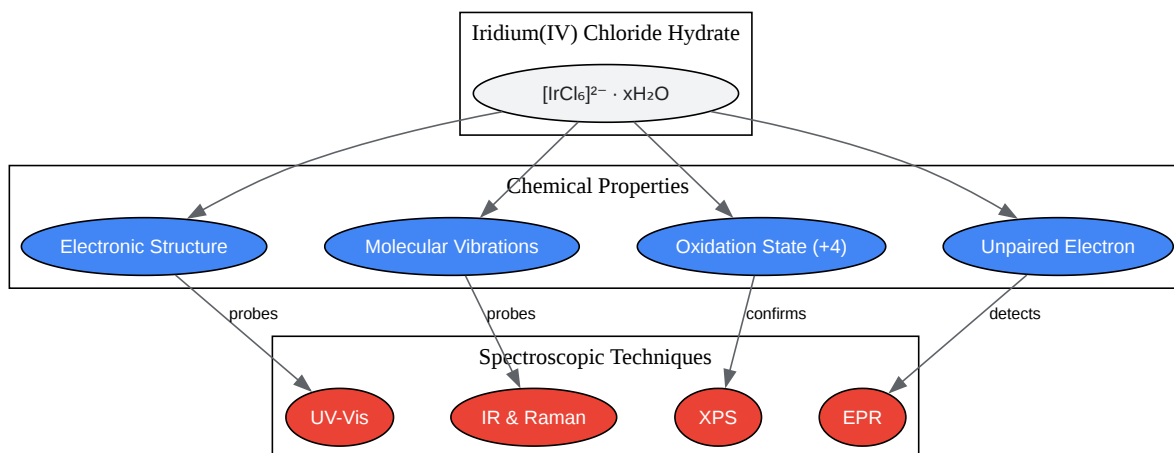 Iridium(IV) Chloride Hydrate
[IrCl₆]²⁻ · xH₂O
Chemical Properties
Electronic Structure
Molecular Vibrations
Oxidation State (+4)
Unpaired Electron
probes
probes
confirms
detects
Spectroscopic Techniques
UV-Vis
IR & Raman
XPS
EPR